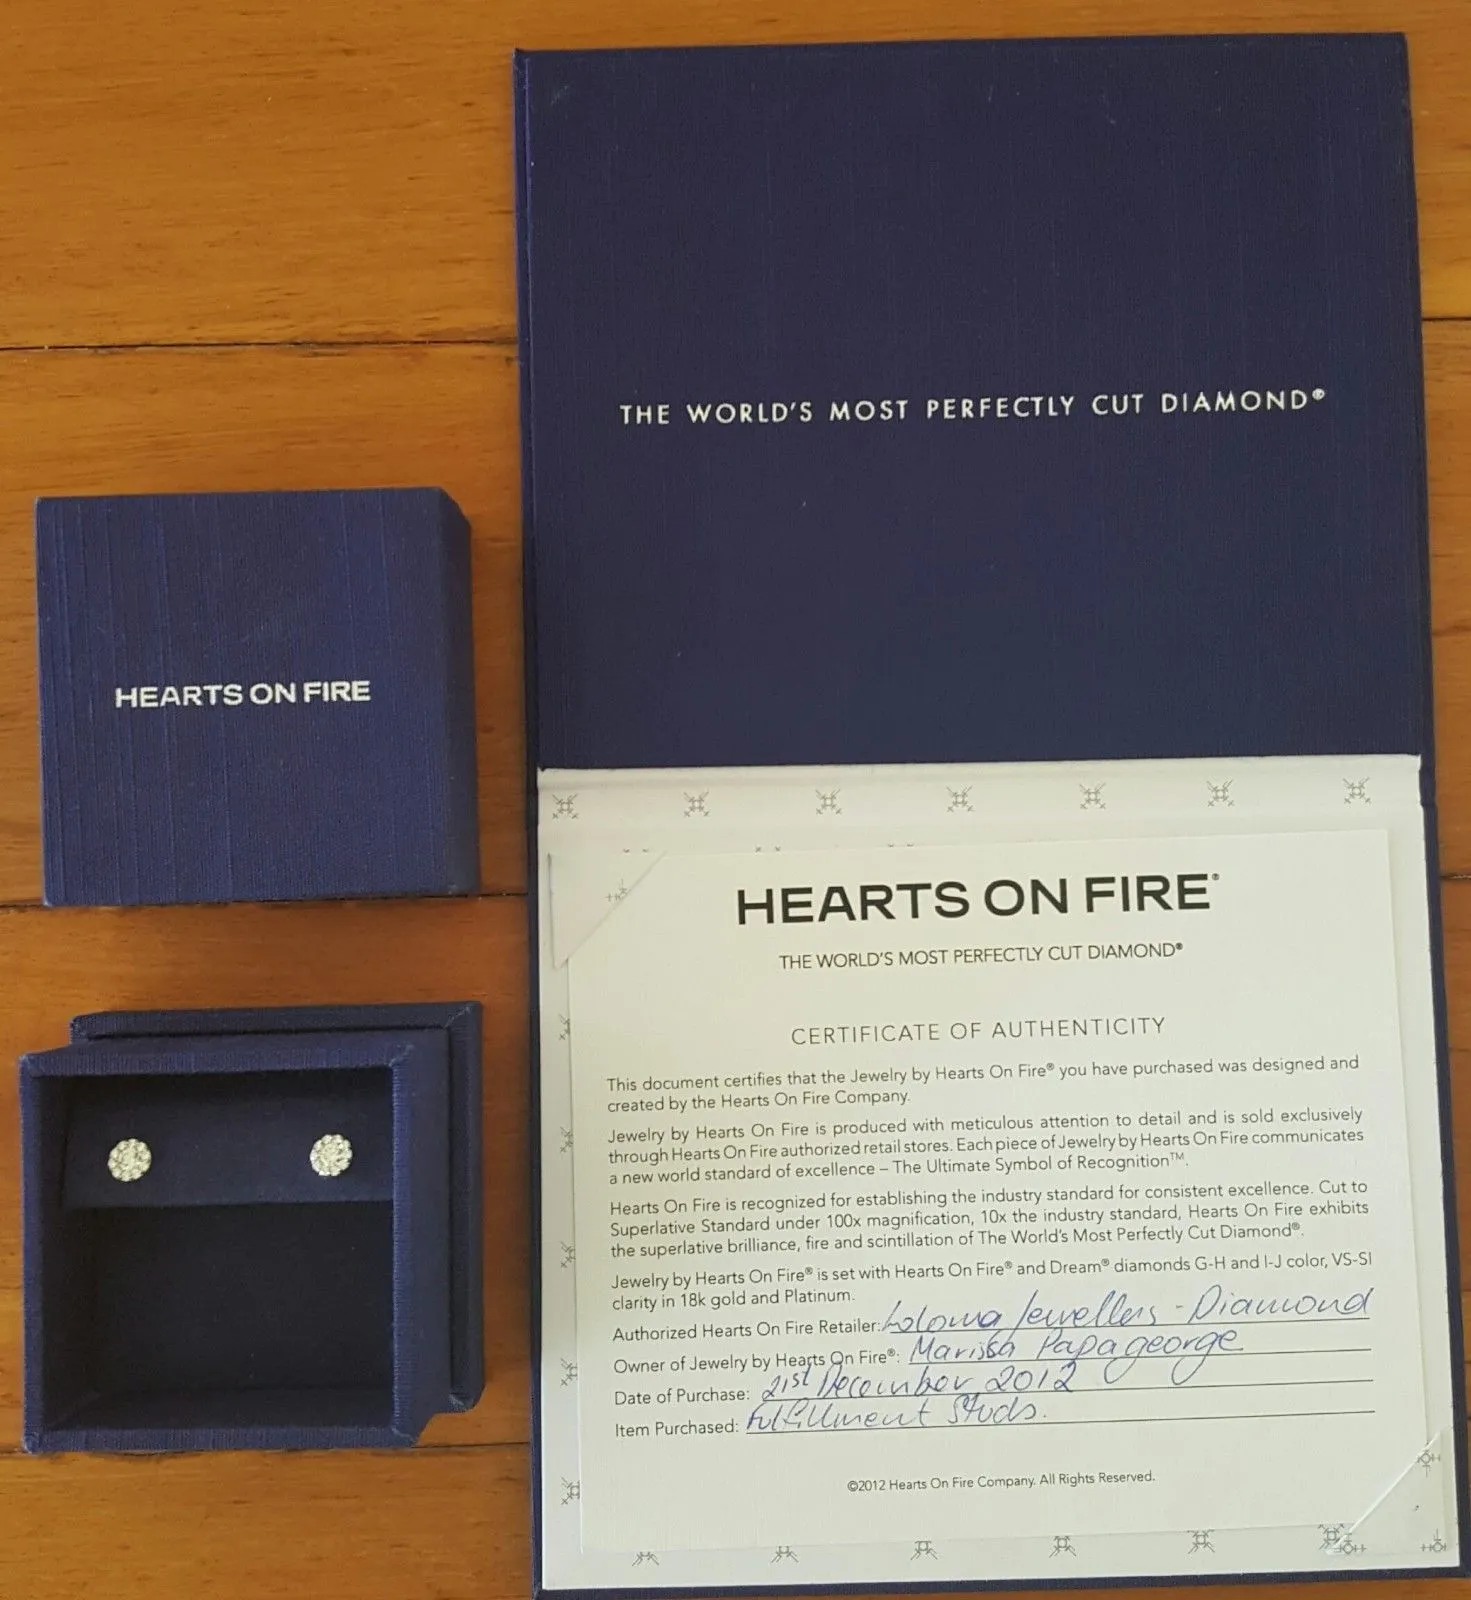 THE WORLD'S MOST PERFECTLY CUT DIAMOND®
HEARTS ON FIRE
HEARTS ON FIRE®
THE WORLD'S MOST PERFECTLY CUT DIAMOND®
CERTIFICATE OF AUTHENTICITY
This document certifies that the Jewelry by Hearts On Fire® you have purchased was designed and
created by the Hearts On Fire Company.
Jewelry by Hearts On Fire is produced with meticulous attention to detail and is sold exclusively
through Hearts On Fire authorized retail stores. Each piece of Jewelry by Hearts On Fire communicates
a new world standard of excellence – The Ultimate Symbol of Recognition™.
Hearts On Fire is recognized for establishing the industry standard for consistent excellence. Cut to
Superlative Standard under 100x magnification, 10x the industry standard, Hearts On Fire exhibits
the superlative brilliance, fire and scintillation of The World's Most Perfectly Cut Diamond®.
Jewelry by Hearts On Fire® is set with Hearts On Fire® and Dream® diamonds G-H and I-J color, VS-SI
clarity in 18k gold and Platinum.
Authorized Hearts On Fire Retailer: Jewellers - Diamond
Owner of Jewelry by Hearts On Fire®: Marissa Papageorge
Date of Purchase: 21st December 2012
Item Purchased: Fulfillment Studs.
©2012 Hearts On Fire Company. All Rights Reserved.